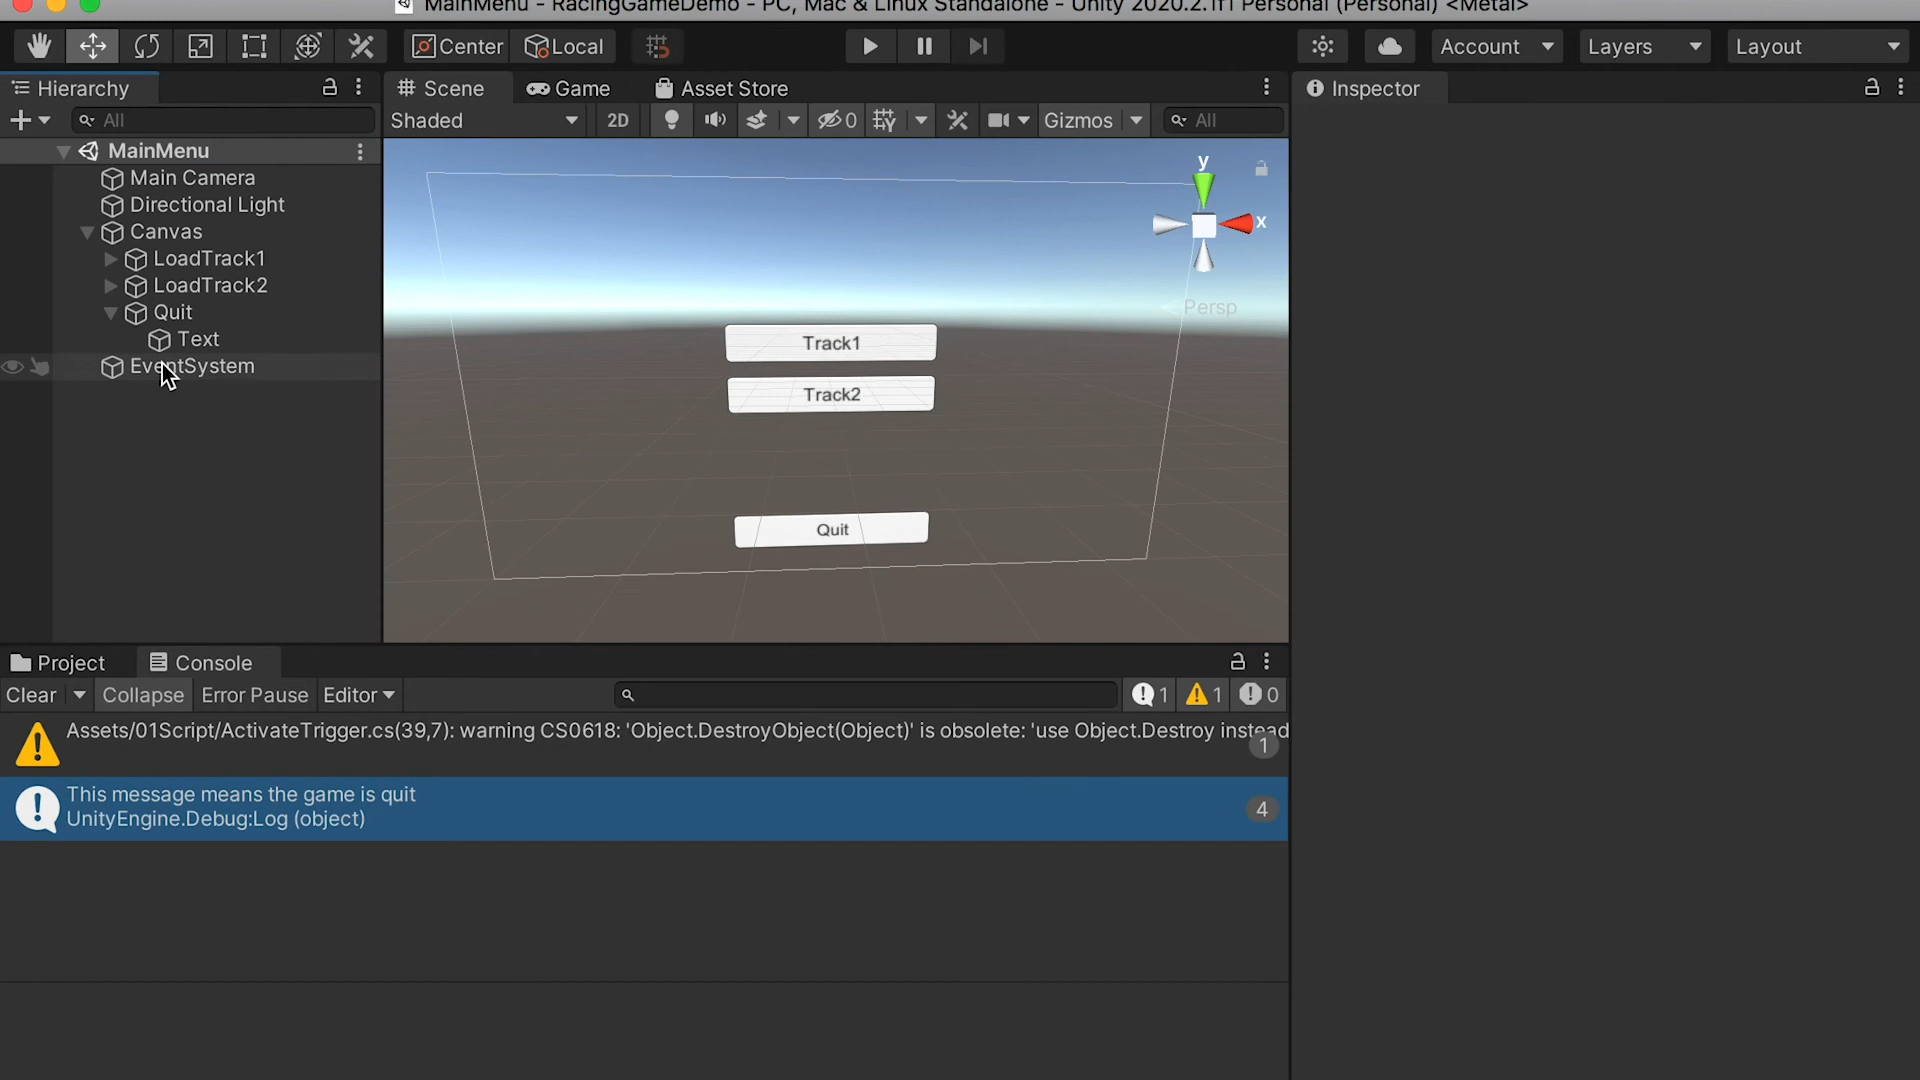 MainMenu - RacingGameDemo - PC, Mac & Linux Standalone - Unity 2020.2.1f1 Personal (Personal) <Metal>
Center Local Account Layers Layout
Hierarchy Scene Game Asset Store Inspector
All Shaded 2D 0 Gizmos All
MainMenu
Main Camera
Directional Light
Canvas
LoadTrack1
LoadTrack2
Quit
Text
EventSystem
y
x
Persp
Track1
Track2
Quit
Project Console
Clear Collapse Error Pause Editor 1 1 0
Assets/01Script/ActivateTrigger.cs(39,7): warning CS0618: 'Object.DestroyObject(Object)' is obsolete: 'use Object.Destroy instead
1
This message means the game is quit
UnityEngine.Debug:Log (object)
4